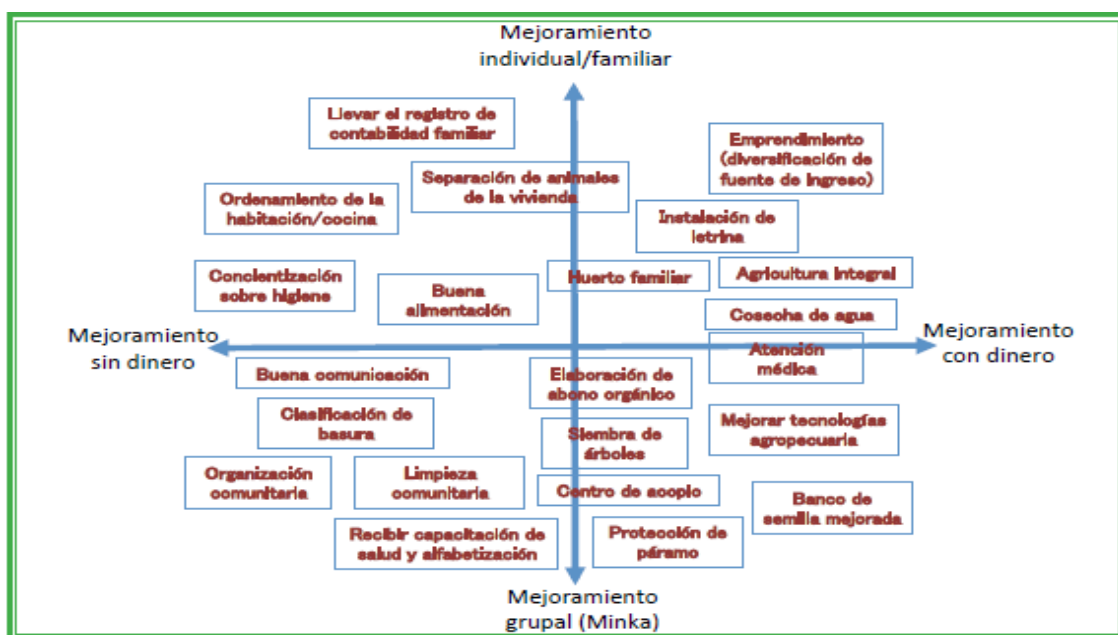 Mejoramiento
individual/familiar
Llevar el registro de
contabilidad familiar
Emprendimiento
(diversificación de
fuente de ingreso)
Separación de animales
de la vivienda
Ordenamiento de la
habitación/cocina
Instalación de
letrina
Concientización
sobre higiene
Buena
alimentación
Huerto familiar
Agricultura integral
Cosecha de agua
Mejoramiento
sin dinero
Mejoramiento
con dinero
Atención
médica
Buena comunicación
Elaboración de
abono orgánico
Clasificación de
basura
Siembra de
árboles
Mejorar tecnologías
agropecuaria
Organización
comunitaria
Limpieza
comunitaria
Centro de acopio
Banco de
semilla mejorada
Recibir capacitación de
salud y alfabetización
Protección de
páramo
Mejoramiento
grupal (Minka)